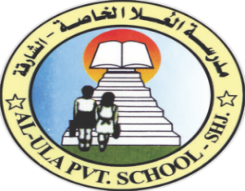 مدرسة العلا الخاصة - الشارقة
AL-ULA PVT. SCHOOL - SHJ.